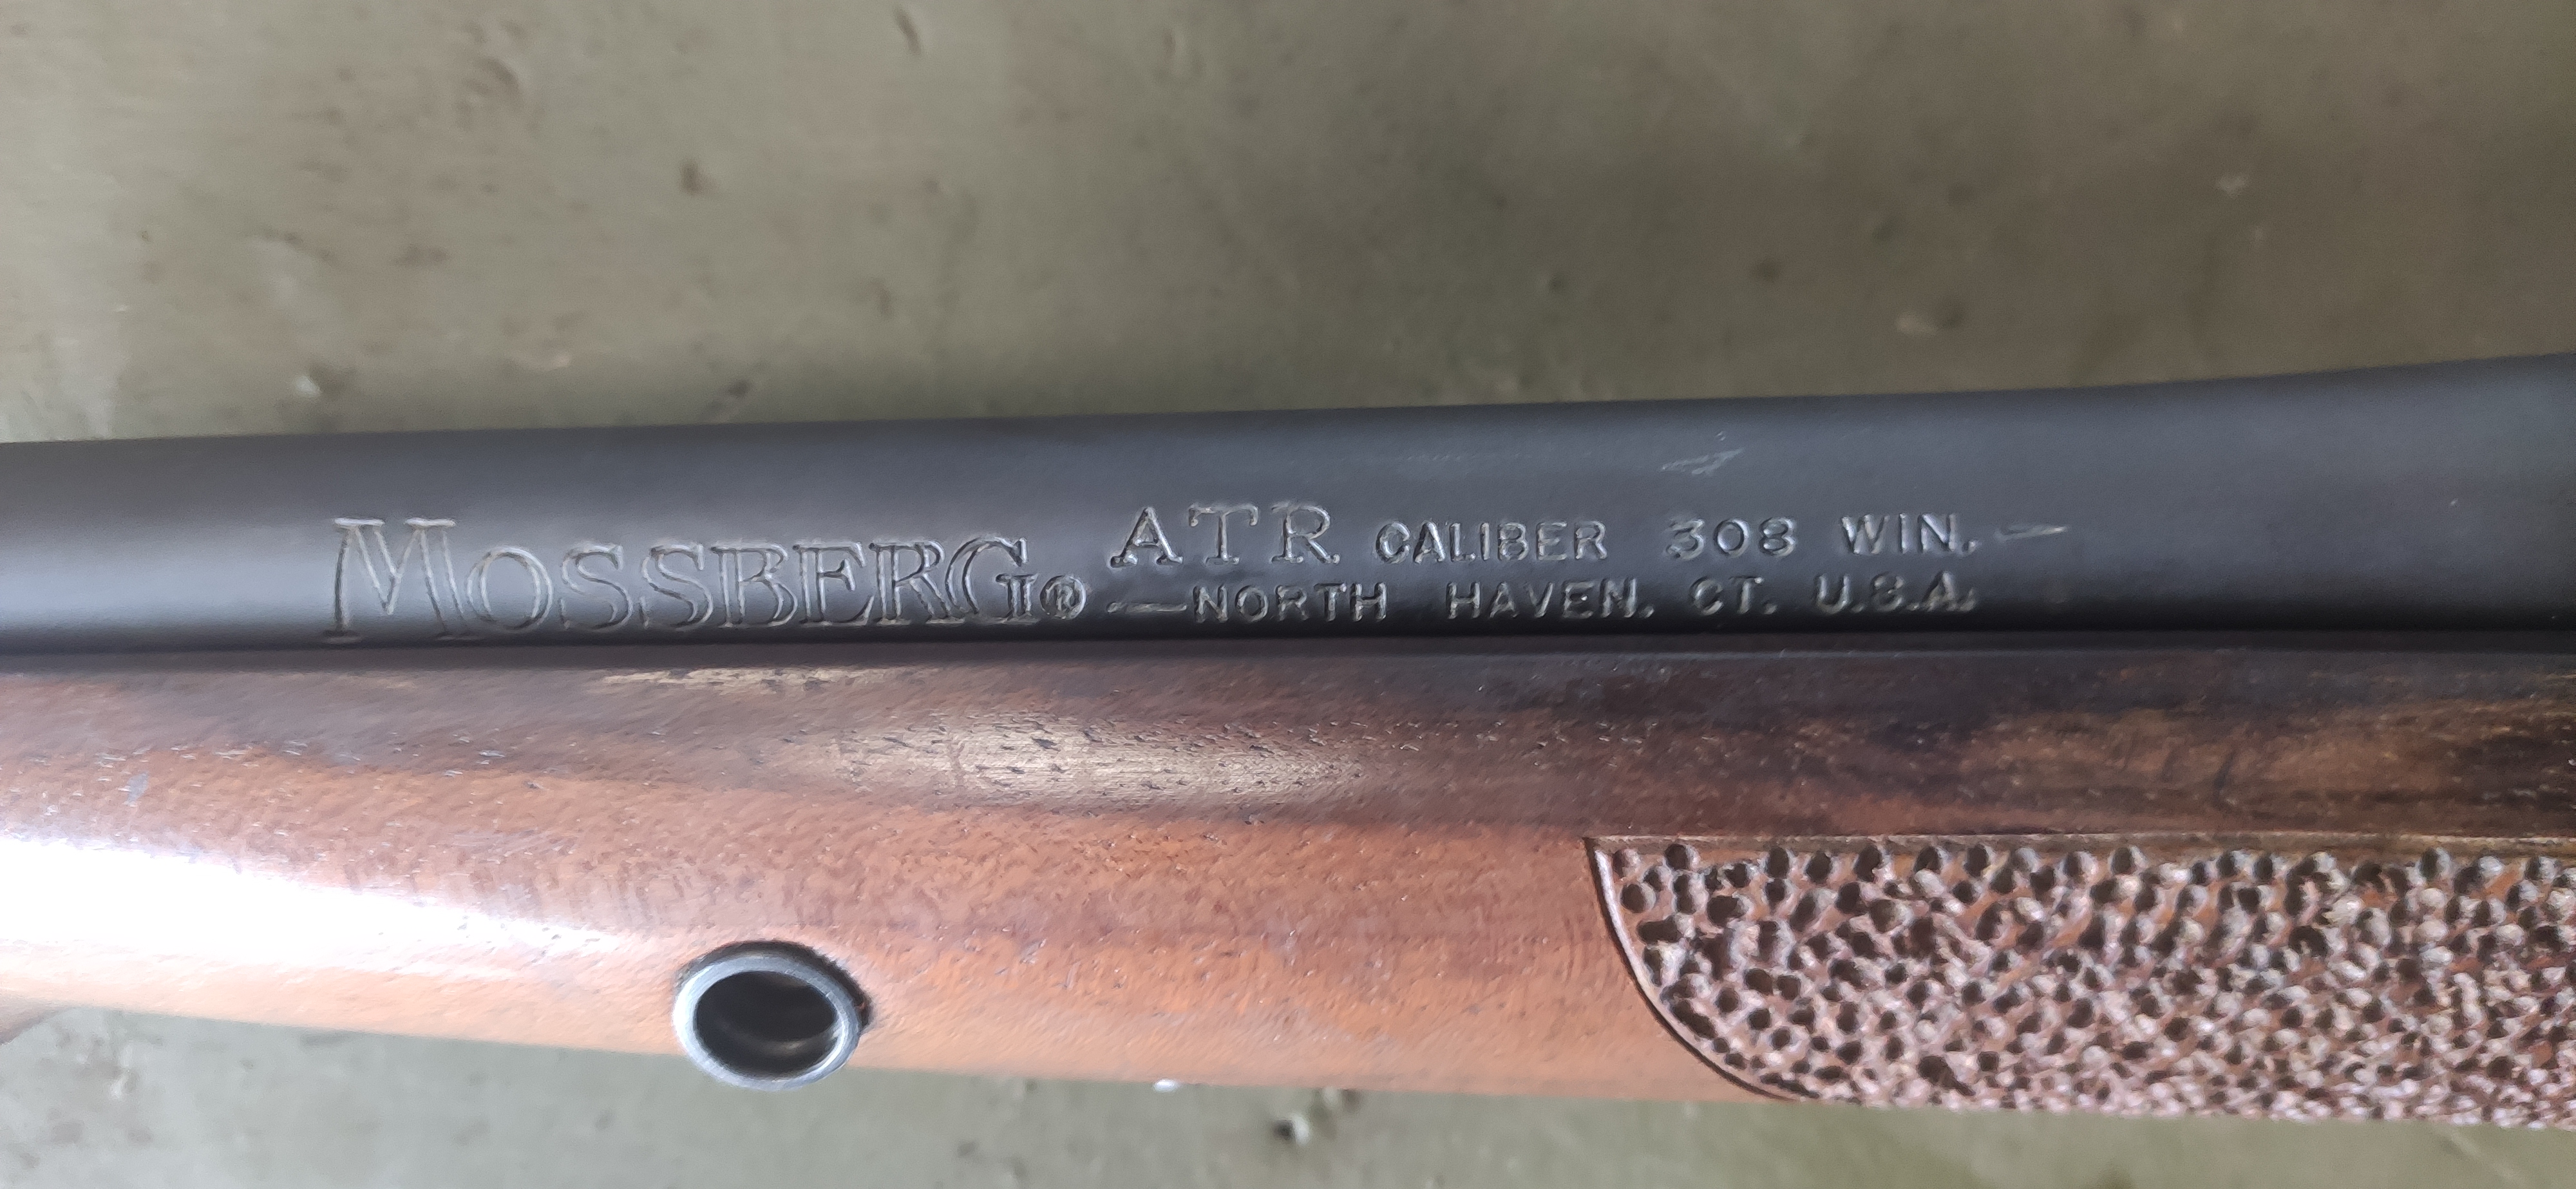 MOSSBERG® ATR CALIBER 308 WIN.—
—NORTH HAVEN. CT. U.S.A.